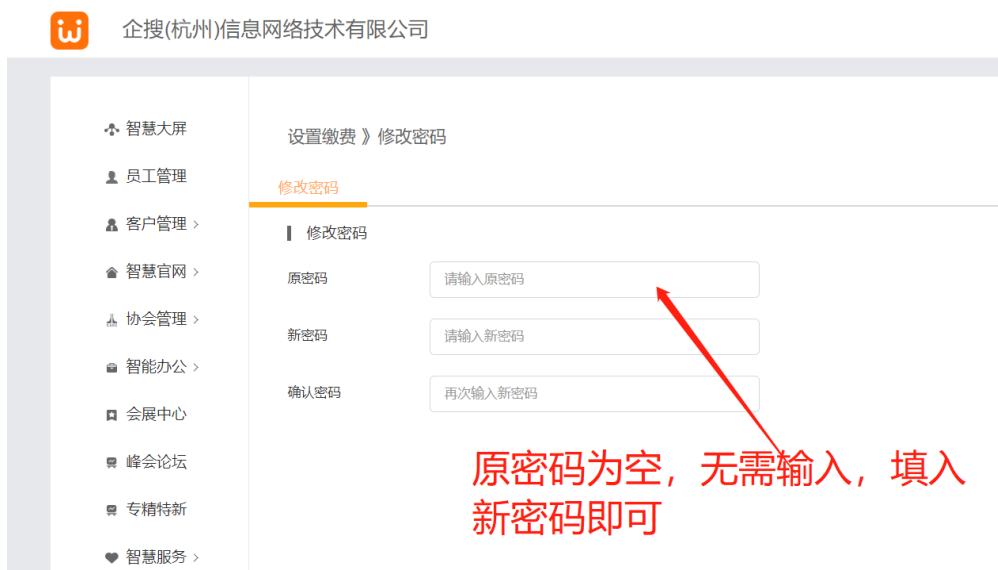 企搜(杭州)信息网络技术有限公司
智慧大屏
员工管理
客户管理
智慧官网
协会管理
智能办公
会展中心
峰会论坛
专精特新
智慧服务
设置缴费 》修改密码
修改密码
修改密码
原密码
请输入原密码
新密码
请输入新密码
确认密码
再次输入新密码
原密码为空，无需输入，填入
新密码即可